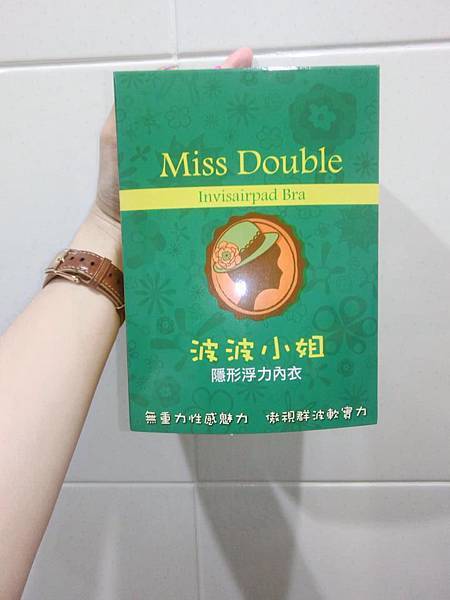 Miss Double
Invisairpad Bra
波波小姐
隱形浮力內衣
無重力性感魅力 傲視群波軟實力